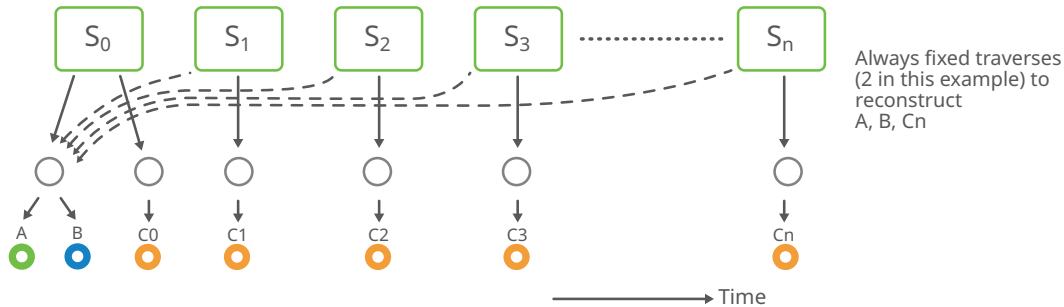 S0
S1
S2
S3
Sn
Always fixed traverses
(2 in this example) to
reconstruct
A, B, Cn
A
B
C0
C1
C2
C3
Cn
Time